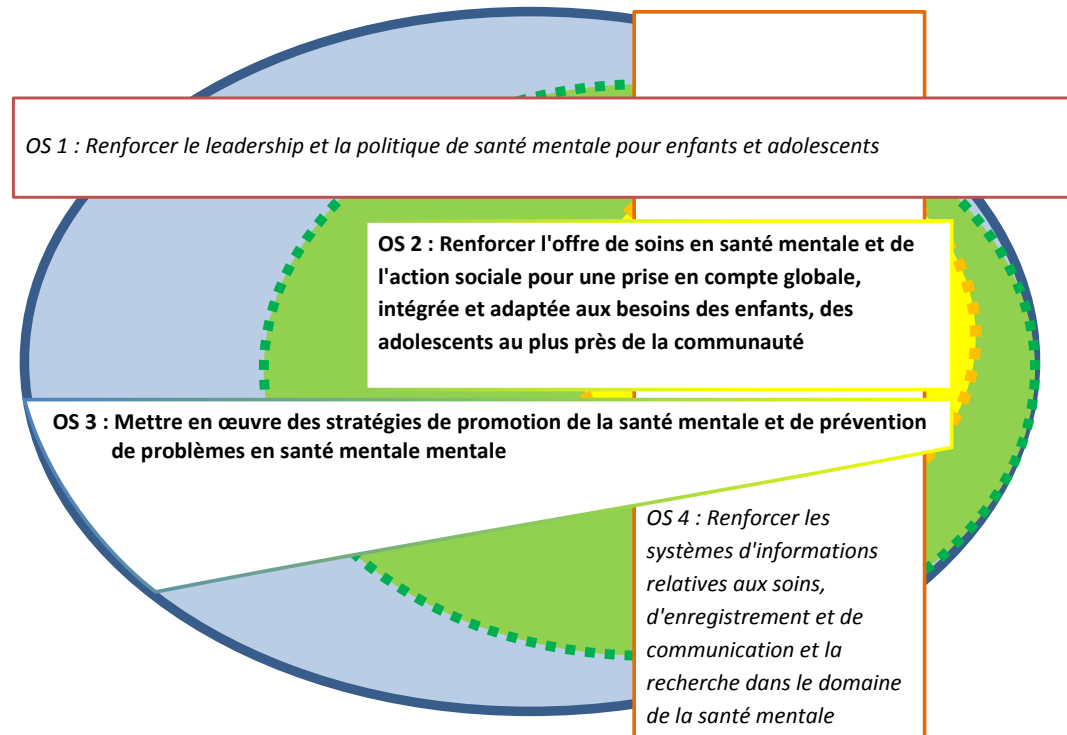 OS 1 : Renforcer le leadership et la politique de santé mentale pour enfants et adolescents
OS 2 : Renforcer l'offre de soins en santé mentale et de
l'action sociale pour une prise en compte globale,
intégrée et adaptée aux besoins des enfants, des
adolescents au plus près de la communauté
OS 3 : Mettre en œuvre des stratégies de promotion de la santé mentale et de prévention
de problèmes en santé mentale mentale
OS 4 : Renforcer les
systèmes d'informations
relatives aux soins,
d'enregistrement et de
communication et la
recherche dans le domaine
de la santé mentale